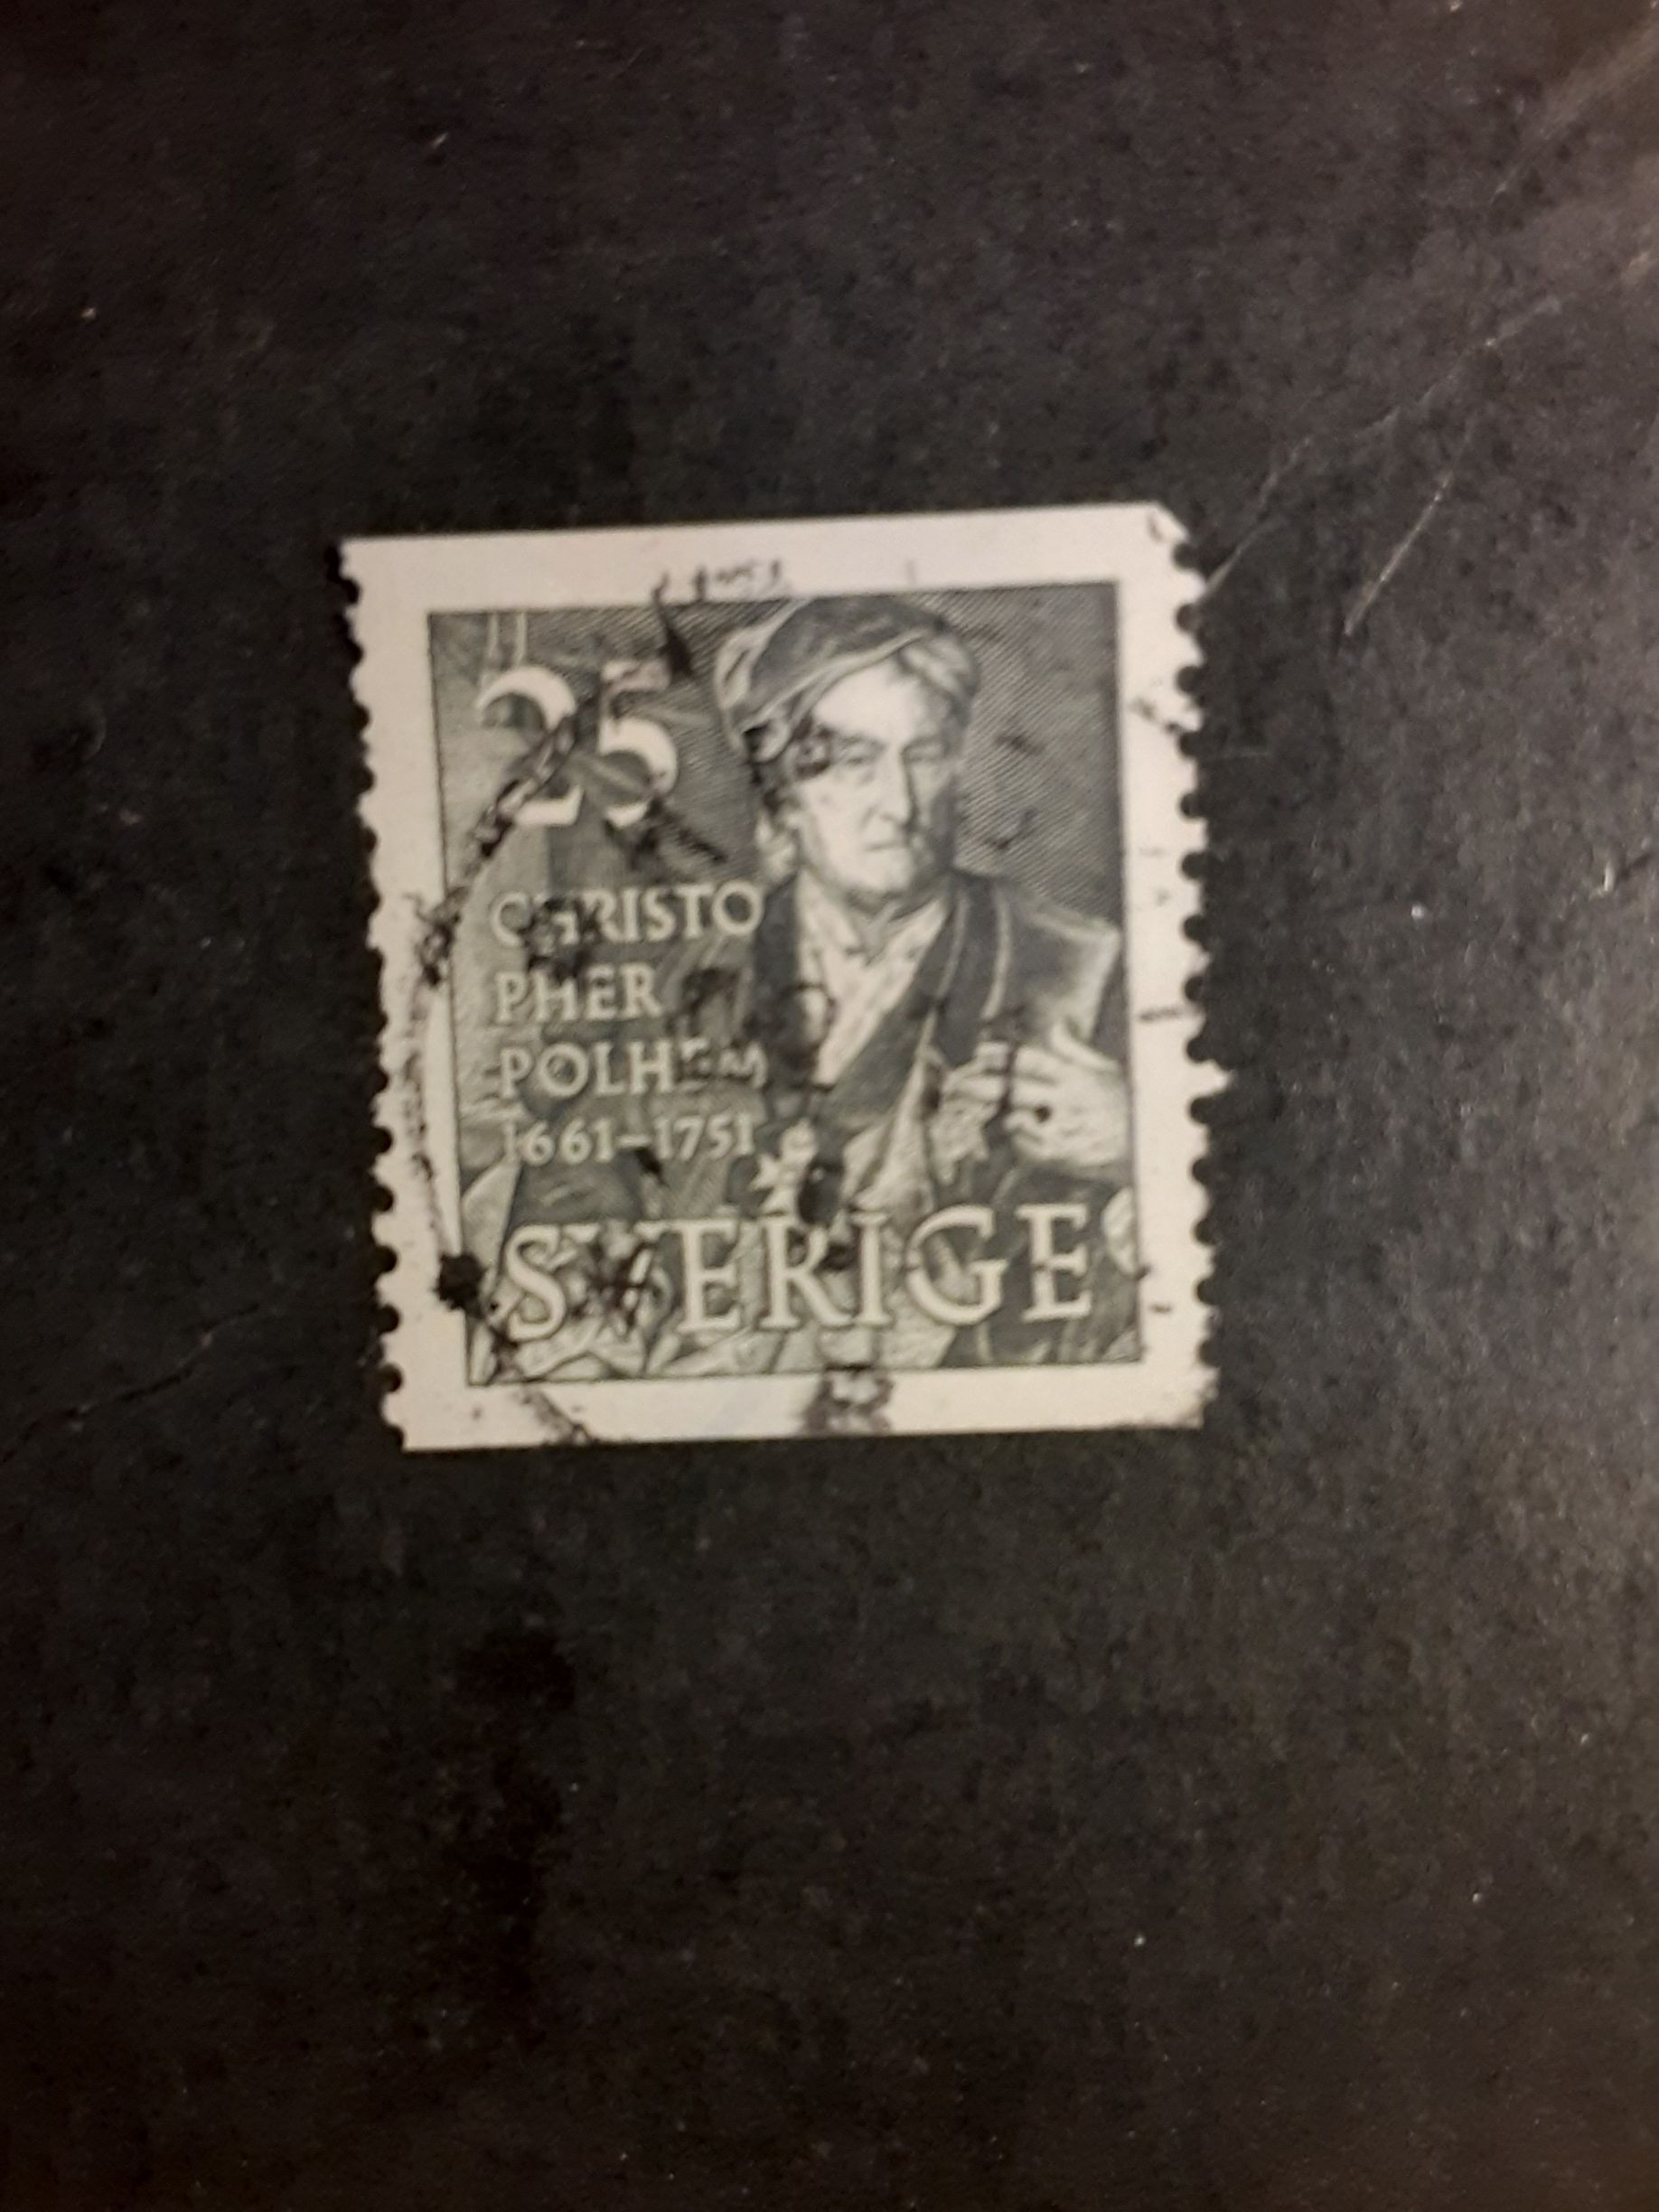 25
CHRISTO
PHER
POLHEM
1661–1751
SVERIGE